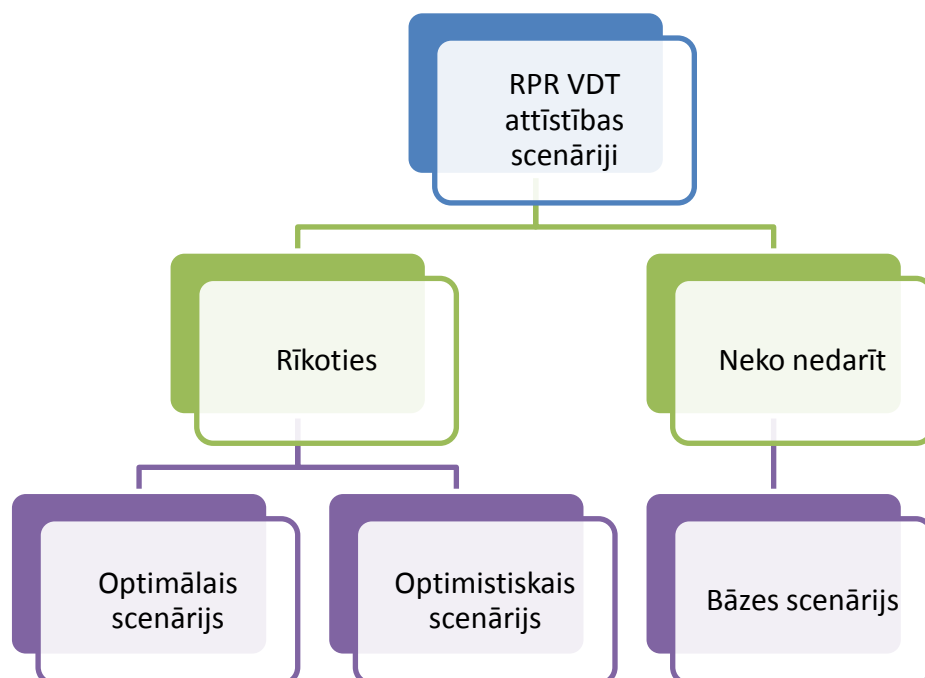 RPR VDT
attīstības
scenāriji
Rīkoties
Neko nedarīt
Optimālais
scenārijs
Optimistiskais
scenārijs
Bāzes scenārijs